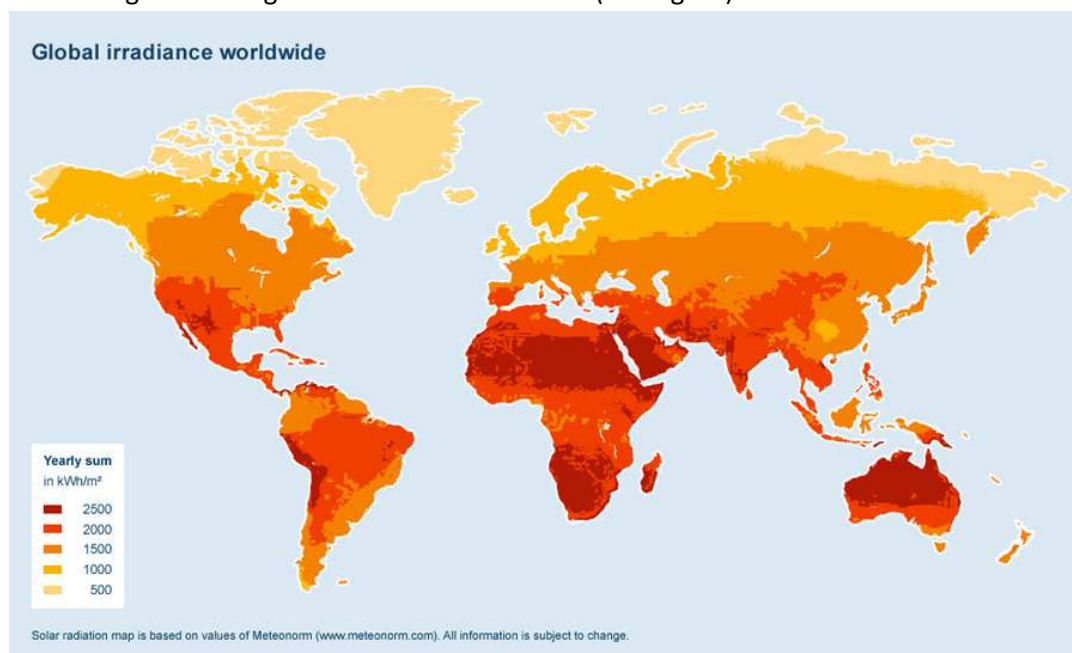 Global irradiance worldwide
Yearly sum
in kWh/m²
2500
2000
1500
1000
500
Solar radiation map is based on values of Meteonorm (www.meteonorm.com). All information is subject to change.